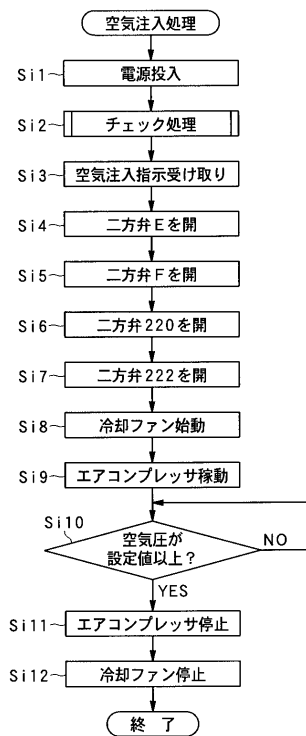 空気注入処理
Si1 電源投入
Si2 チェック処理
Si3 空気注入指示受け取り
Si4 二方弁Eを開
Si5 二方弁Fを開
Si6 二方弁220を開
Si7 二方弁222を開
Si8 冷却ファン始動
Si9 エアコンプレッサ稼動
Si10
空気圧が
設定値以上?
NO
YES
Si11 エアコンプレッサ停止
Si12 冷却ファン停止
終了